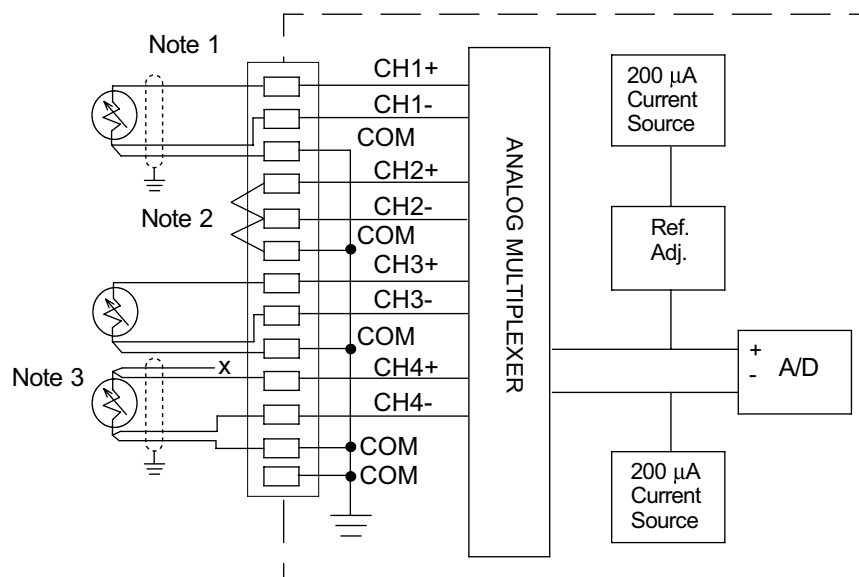 Note 1
CH1+
CH1-
COM
CH2+
Note 2
CH2-
COM
CH3+
CH3-
COM
Note 3
x
CH4+
CH4-
COM
COM
ANALOG MULTIPLEXER
200 μA
Current
Source
Ref.
Adj.
+
-
A/D
200 μA
Current
Source